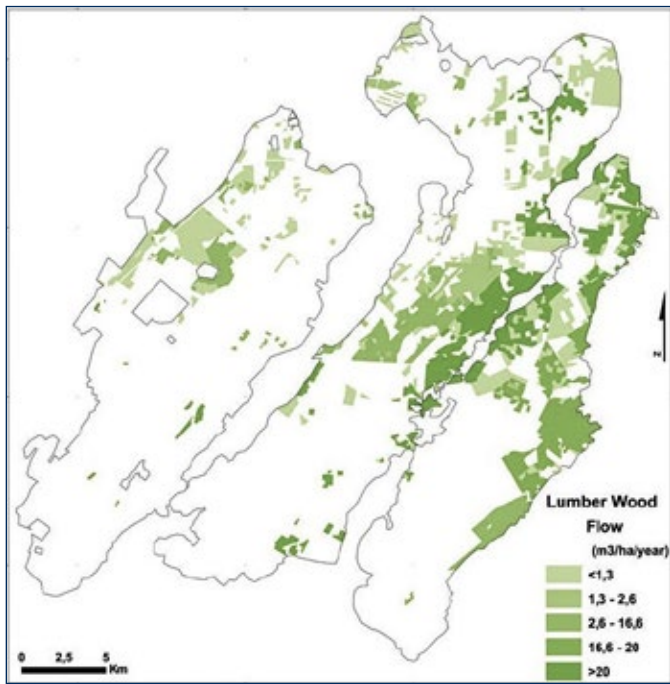 N
Lumber Wood
Flow
(m3/ha/year)
<1,3
1,3 - 2,6
2,6 - 16,6
16,6 - 20
>20
0 2,5 5
Km